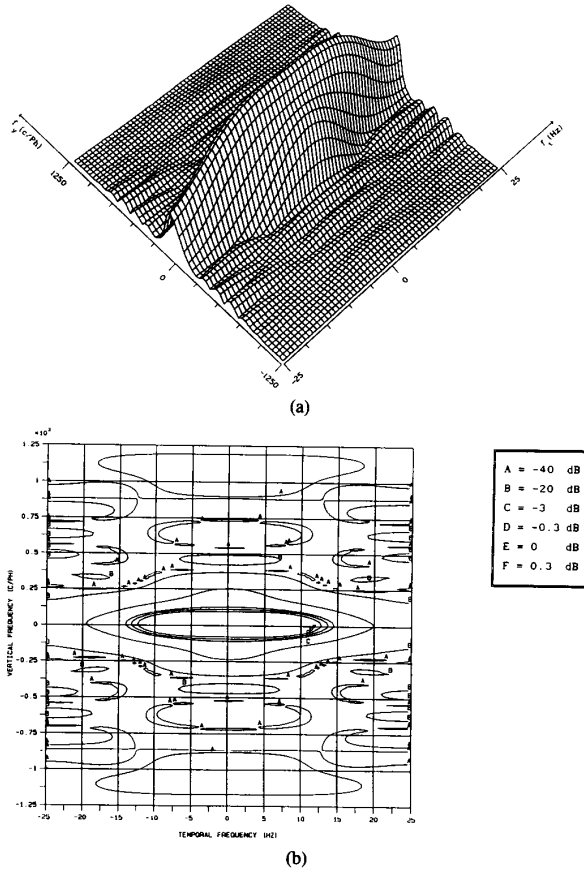 f_y (c/Ph)
f_t (Hz)
1250
0
-1250
-25
0
25
(a)
×10³
1.25
1
0.75
0.5
0.25
0
-0.25
-0.5
-0.75
-1
-1.25
VERTICAL FREQUENCY (C/PH)
-25 -20 -15 -10 -5 0 5 10 15 20 25
TEMPORAL FREQUENCY (HZ)
A = -40 dB
B = -20 dB
C = -3 dB
D = -0.3 dB
E = 0 dB
F = 0.3 dB
(b)